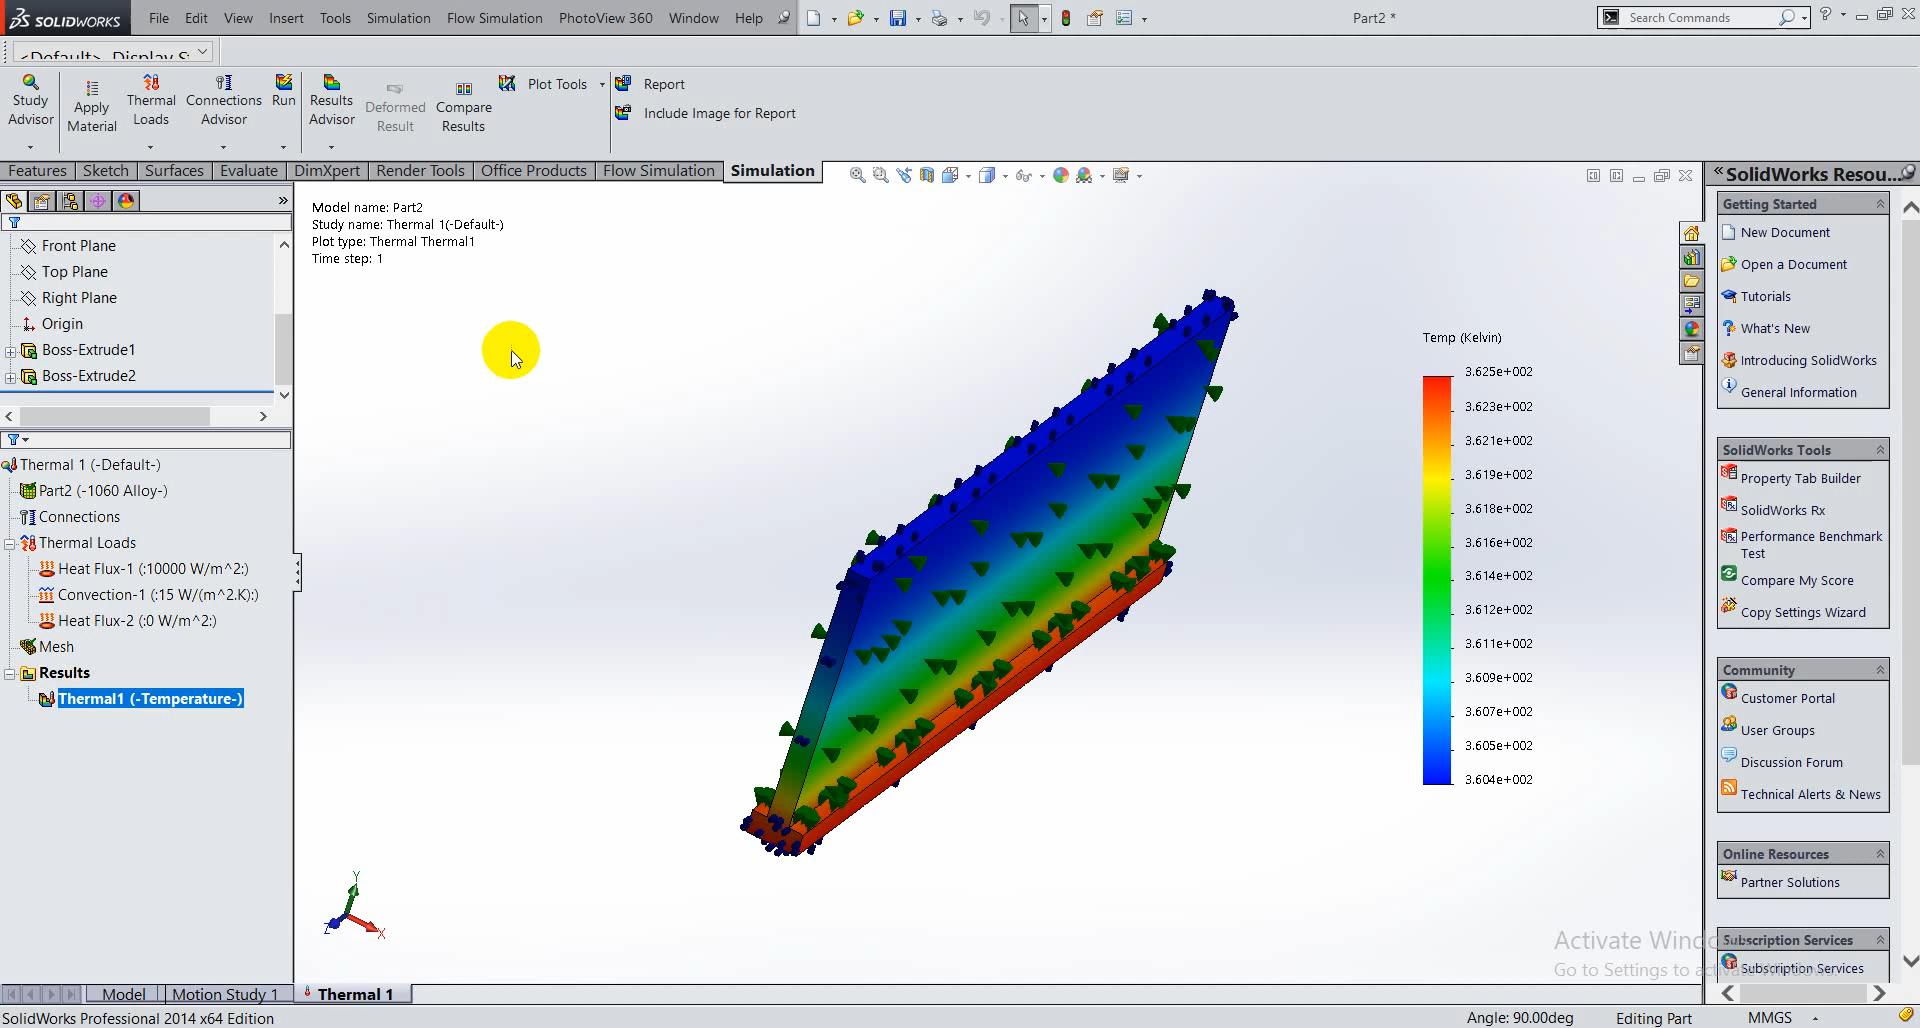 SOLIDWORKS File Edit View Insert Tools Simulation Flow Simulation PhotoView 360 Window Help Part2 * Search Commands
<Default>_Display S
Study Advisor
Apply Material
Thermal Loads
Connections Advisor
Run
Results Advisor
Deformed Result
Compare Results
Plot Tools
Report
Include Image for Report
Features Sketch Surfaces Evaluate DimXpert Render Tools Office Products Flow Simulation Simulation
Front Plane
Top Plane
Right Plane
Origin
Boss-Extrude1
Boss-Extrude2
Thermal 1 (-Default-)
Part2 (-1060 Alloy-)
Connections
Thermal Loads
Heat Flux-1 (:10000 W/m^2:)
Convection-1 (:15 W/(m^2.K):)
Heat Flux-2 (:0 W/m^2:)
Mesh
Results
Thermal1 (-Temperature-)
Model name: Part2
Study name: Thermal 1(-Default-)
Plot type: Thermal Thermal1
Time step: 1
Temp (Kelvin)
3.625e+002
3.623e+002
3.621e+002
3.619e+002
3.618e+002
3.616e+002
3.614e+002
3.612e+002
3.611e+002
3.609e+002
3.607e+002
3.605e+002
3.604e+002
Y
Z
X
SolidWorks Resou...
Getting Started
New Document
Open a Document
Tutorials
What's New
Introducing SolidWorks
General Information
SolidWorks Tools
Property Tab Builder
SolidWorks Rx
Performance Benchmark
Test
Compare My Score
Copy Settings Wizard
Community
Customer Portal
User Groups
Discussion Forum
Technical Alerts & News
Online Resources
Partner Solutions
Subscription Services
Subscription Services
Activate Windows
Go to Settings to activate Windows.
Model Motion Study 1 Thermal 1
SolidWorks Professional 2014 x64 Edition Angle: 90.00deg Editing Part MMGS